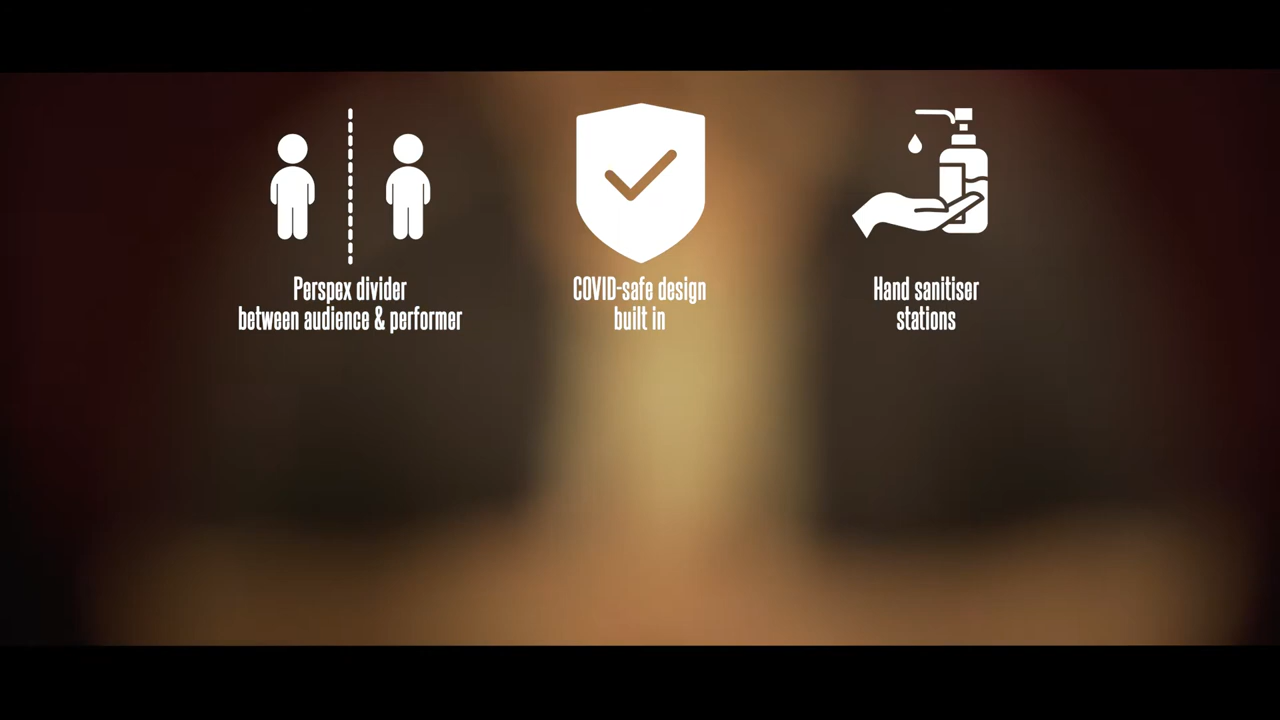 Perspex divider
between audience & performer
COVID-safe design
built in
Hand sanitiser
stations